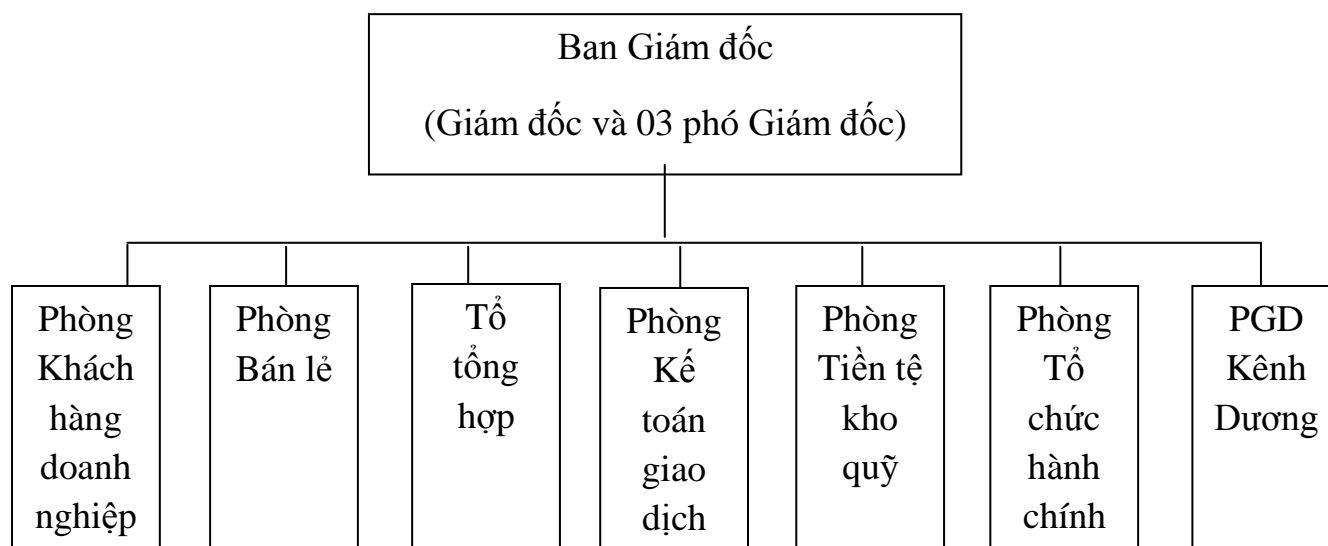 Ban Giám đốc
(Giám đốc và 03 phó Giám đốc)
Phòng
Khách
hàng
doanh
nghiệp
Phòng
Bán lẻ
Tổ
tổng
hợp
Phòng
Kế
toán
giao
dịch
Phòng
Tiền tệ
kho
quỹ
Phòng
Tổ
chức
hành
chính
PGD
Kênh
Dương